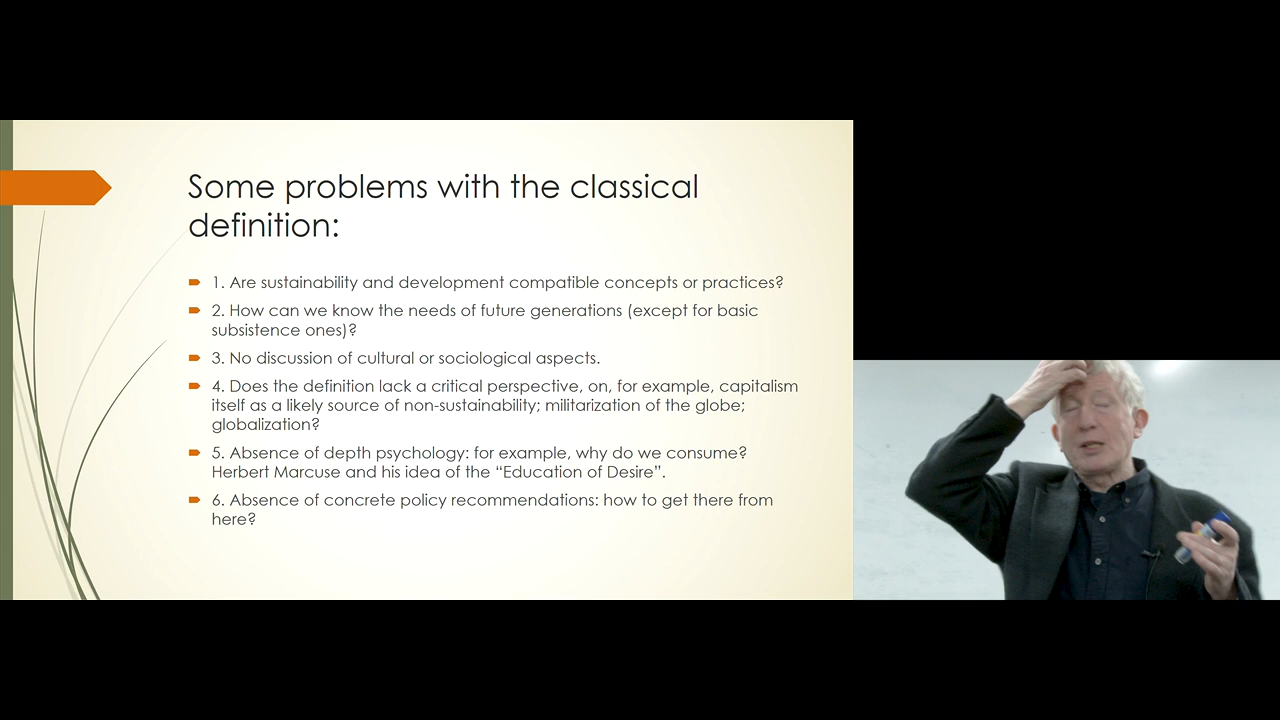 Some problems with the classical
definition:
1. Are sustainability and development compatible concepts or practices?
2. How can we know the needs of future generations (except for basic
subsistence ones)?
3. No discussion of cultural or sociological aspects.
4. Does the definition lack a critical perspective, on, for example, capitalism
itself as a likely source of non-sustainability; militarization of the globe;
globalization?
5. Absence of depth psychology: for example, why do we consume?
Herbert Marcuse and his idea of the “Education of Desire”.
6. Absence of concrete policy recommendations: how to get there from
here?